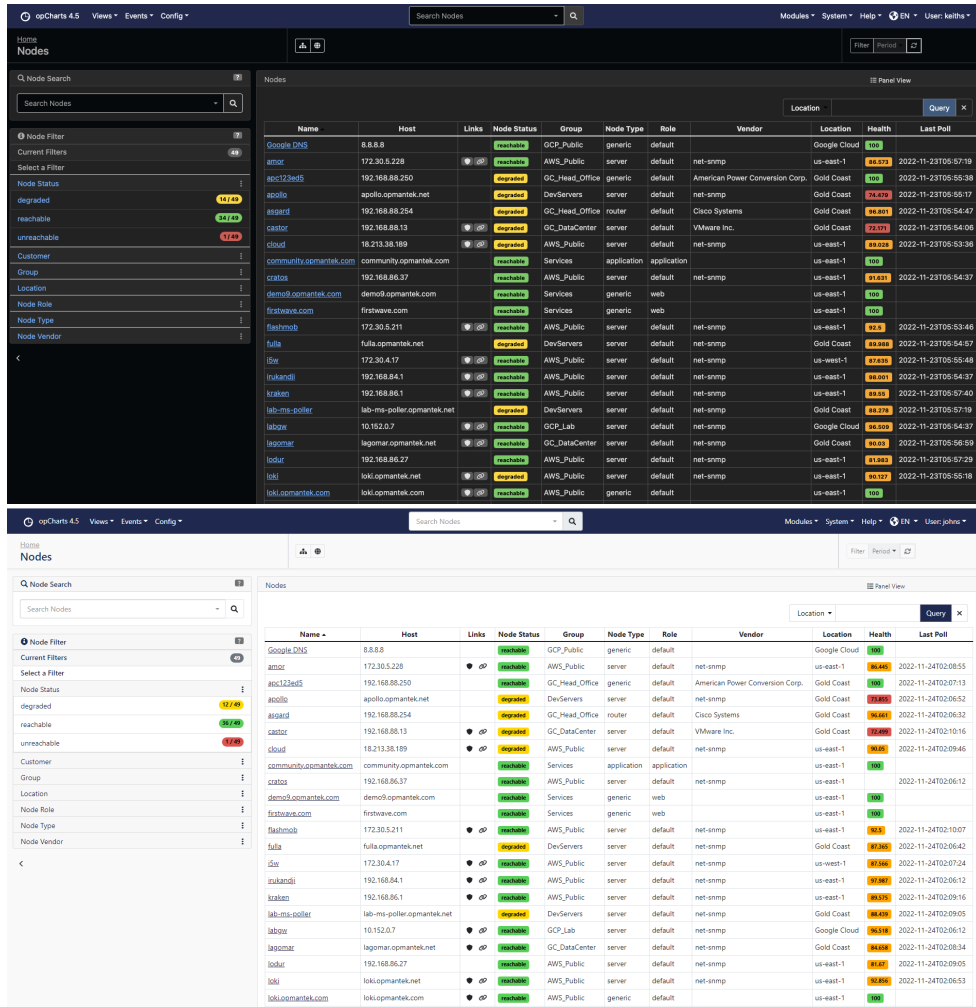 opCharts 4.5 Views Events Config Search Nodes Modules System Help EN User: keiths
Home
Nodes
Filter Period
Node Search ?
Search Nodes
Node Filter ?
Current Filters 49
Select a Filter
Node Status
degraded 14 / 49
reachable 34 / 49
unreachable 1 / 49
Customer
Group
Location
Node Role
Node Type
Node Vendor
Nodes Panel View
Location Query ×
Name Host Links Node Status Group Node Type Role Vendor Location Health Last Poll
Google DNS 8.8.8.8 reachable GCP_Public generic default Google Cloud 100
amor 172.30.5.228 reachable AWS_Public server default net-snmp us-east-1 86.573 2022-11-23T05:57:19
apc123ed5 192.168.88.250 degraded GC_Head_Office generic default American Power Conversion Corp. Gold Coast 100 2022-11-23T05:55:38
apollo apollo.opmantek.net degraded DevServers server default net-snmp Gold Coast 74.479 2022-11-23T05:55:17
asgard 192.168.88.254 degraded GC_Head_Office router default Cisco Systems Gold Coast 96.801 2022-11-23T05:54:47
castor 192.168.88.13 degraded GC_DataCenter server default VMware Inc. Gold Coast 72.171 2022-11-23T05:54:06
cloud 18.213.38.189 degraded AWS_Public server default net-snmp us-east-1 89.028 2022-11-23T05:53:36
community.opmantek.com community.opmantek.com reachable Services application application us-east-1 100
cratos 192.168.86.37 reachable AWS_Public server default net-snmp us-east-1 91.631 2022-11-23T05:54:37
demo9.opmantek.com demo9.opmantek.com reachable Services generic web us-east-1 100
firstwave.com firstwave.com reachable Services generic web us-east-1 100
flashmob 172.30.5.211 reachable AWS_Public server default net-snmp us-east-1 92.5 2022-11-23T05:53:46
fulla fulla.opmantek.net degraded DevServers server default net-snmp Gold Coast 89.988 2022-11-23T05:54:57
i5w 172.30.4.17 reachable AWS_Public server default net-snmp us-west-1 87.635 2022-11-23T05:55:48
irukandji 192.168.84.1 reachable AWS_Public server default net-snmp us-east-1 98.001 2022-11-23T05:54:37
kraken 192.168.86.1 reachable AWS_Public server default net-snmp us-east-1 89.55 2022-11-23T05:57:40
lab-ms-poller lab-ms-poller.opmantek.net degraded DevServers server default net-snmp Gold Coast 88.278 2022-11-23T05:57:19
labgw 10.152.0.7 reachable GCP_Lab server default net-snmp Google Cloud 96.509 2022-11-23T05:54:37
lagomar lagomar.opmantek.net reachable GC_DataCenter server default net-snmp Gold Coast 90.03 2022-11-23T05:56:59
lodur 192.168.86.27 reachable AWS_Public server default net-snmp us-east-1 81.983 2022-11-23T05:57:29
loki loki.opmantek.net degraded AWS_Public server default net-snmp us-east-1 90.127 2022-11-23T05:55:18
loki.opmantek.com loki.opmantek.com reachable AWS_Public generic default us-east-1 100
opCharts 4.5 Views Events Config Search Nodes Modules System Help EN User: johns
Home
Nodes
Filter Period
Node Search ?
Search Nodes
Node Filter ?
Current Filters 49
Select a Filter
Node Status
degraded 12 / 49
reachable 36 / 49
unreachable 1 / 49
Customer
Group
Location
Node Role
Node Type
Node Vendor
Nodes Panel View
Location Query ×
Name Host Links Node Status Group Node Type Role Vendor Location Health Last Poll
Google DNS 8.8.8.8 reachable GCP_Public generic default Google Cloud 100
amor 172.30.5.228 reachable AWS_Public server default net-snmp us-east-1 86.445 2022-11-24T02:08:55
apc123ed5 192.168.88.250 reachable GC_Head_Office generic default American Power Conversion Corp. Gold Coast 100 2022-11-24T02:07:13
apollo apollo.opmantek.net degraded DevServers server default net-snmp Gold Coast 73.855 2022-11-24T02:06:52
asgard 192.168.88.254 degraded GC_Head_Office router default Cisco Systems Gold Coast 96.661 2022-11-24T02:06:32
castor 192.168.88.13 degraded GC_DataCenter server default VMware Inc. Gold Coast 72.499 2022-11-24T02:10:16
cloud 18.213.38.189 degraded AWS_Public server default net-snmp us-east-1 90.05 2022-11-24T02:09:46
community.opmantek.com community.opmantek.com reachable Services application application us-east-1 100
cratos 192.168.86.37 reachable AWS_Public server default net-snmp us-east-1 2022-11-24T02:06:12
demo9.opmantek.com demo9.opmantek.com reachable Services generic web us-east-1 100
firstwave.com firstwave.com reachable Services generic web us-east-1 100
flashmob 172.30.5.211 reachable AWS_Public server default net-snmp us-east-1 92.5 2022-11-24T02:10:07
fulla fulla.opmantek.net degraded DevServers server default net-snmp Gold Coast 87.365 2022-11-24T02:06:42
i5w 172.30.4.17 reachable AWS_Public server default net-snmp us-west-1 87.566 2022-11-24T02:07:24
irukandji 192.168.84.1 reachable AWS_Public server default net-snmp us-east-1 97.987 2022-11-24T02:06:12
kraken 192.168.86.1 reachable AWS_Public server default net-snmp us-east-1 89.575 2022-11-24T02:09:16
lab-ms-poller lab-ms-poller.opmantek.net degraded DevServers server default net-snmp Gold Coast 88.439 2022-11-24T02:09:05
labgw 10.152.0.7 reachable GCP_Lab server default net-snmp Google Cloud 96.518 2022-11-24T02:06:12
lagomar lagomar.opmantek.net reachable GC_DataCenter server default net-snmp Gold Coast 84.658 2022-11-24T02:08:34
lodur 192.168.86.27 reachable AWS_Public server default net-snmp us-east-1 81.67 2022-11-24T02:09:05
loki loki.opmantek.net reachable AWS_Public server default net-snmp us-east-1 92.856 2022-11-24T02:06:53
loki.opmantek.com loki.opmantek.com reachable AWS_Public generic default us-east-1 100